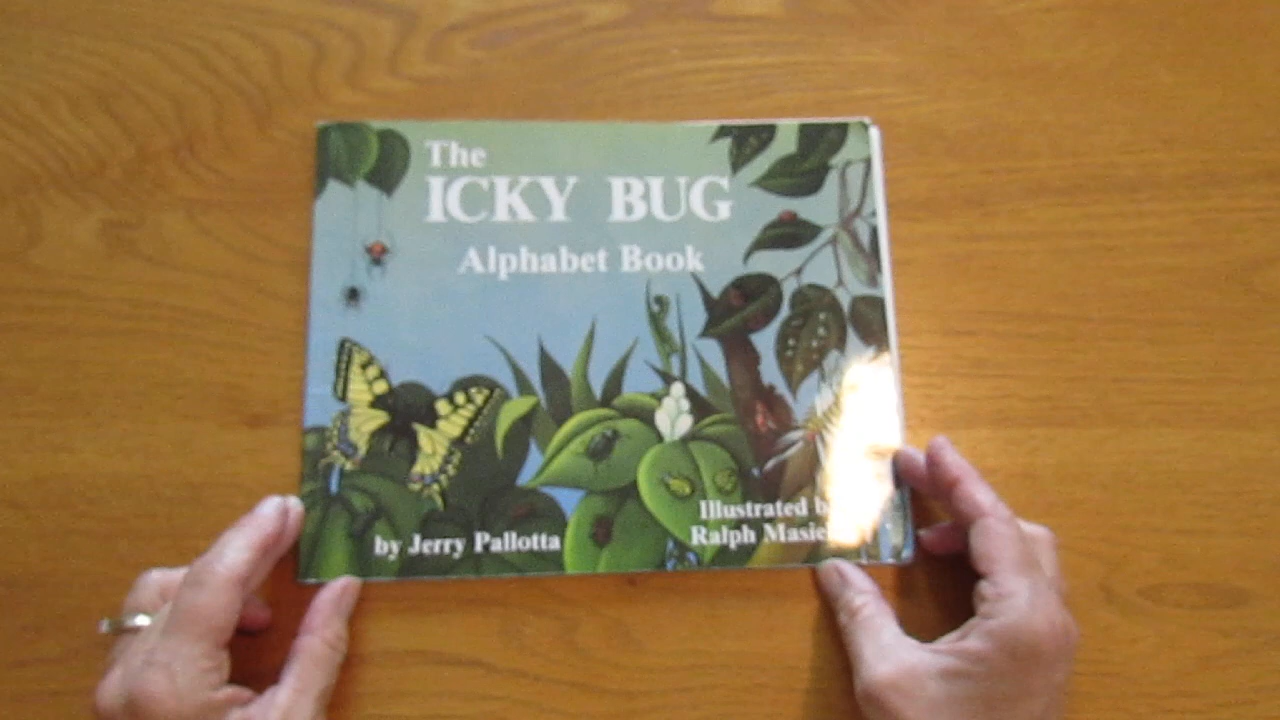 The
ICKY BUG
Alphabet Book
by Jerry Pallotta
Illustrated
Ralph